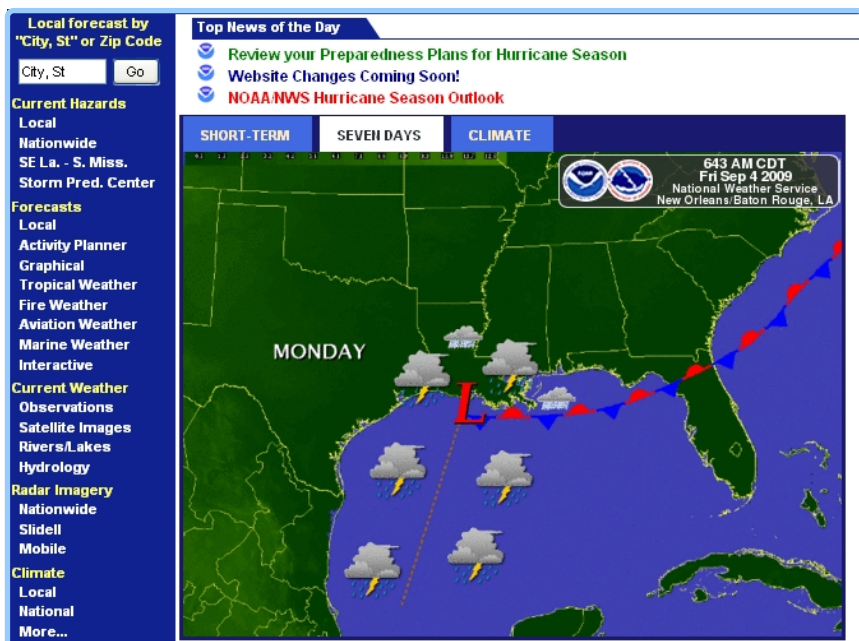 Local forecast by
"City, St" or Zip Code
City, St
Go
Current Hazards
Local
Nationwide
SE La. - S. Miss.
Storm Pred. Center
Forecasts
Local
Activity Planner
Graphical
Tropical Weather
Fire Weather
Aviation Weather
Marine Weather
Interactive
Current Weather
Observations
Satellite Images
Rivers/Lakes
Hydrology
Radar Imagery
Nationwide
Slidell
Mobile
Climate
Local
National
More...
Top News of the Day
Review your Preparedness Plans for Hurricane Season
Website Changes Coming Soon!
NOAA/NWS Hurricane Season Outlook
SHORT-TERM
SEVEN DAYS
CLIMATE
643 AM CDT
Fri Sep 4 2009
National Weather Service
New Orleans/Baton Rouge, LA
MONDAY
L